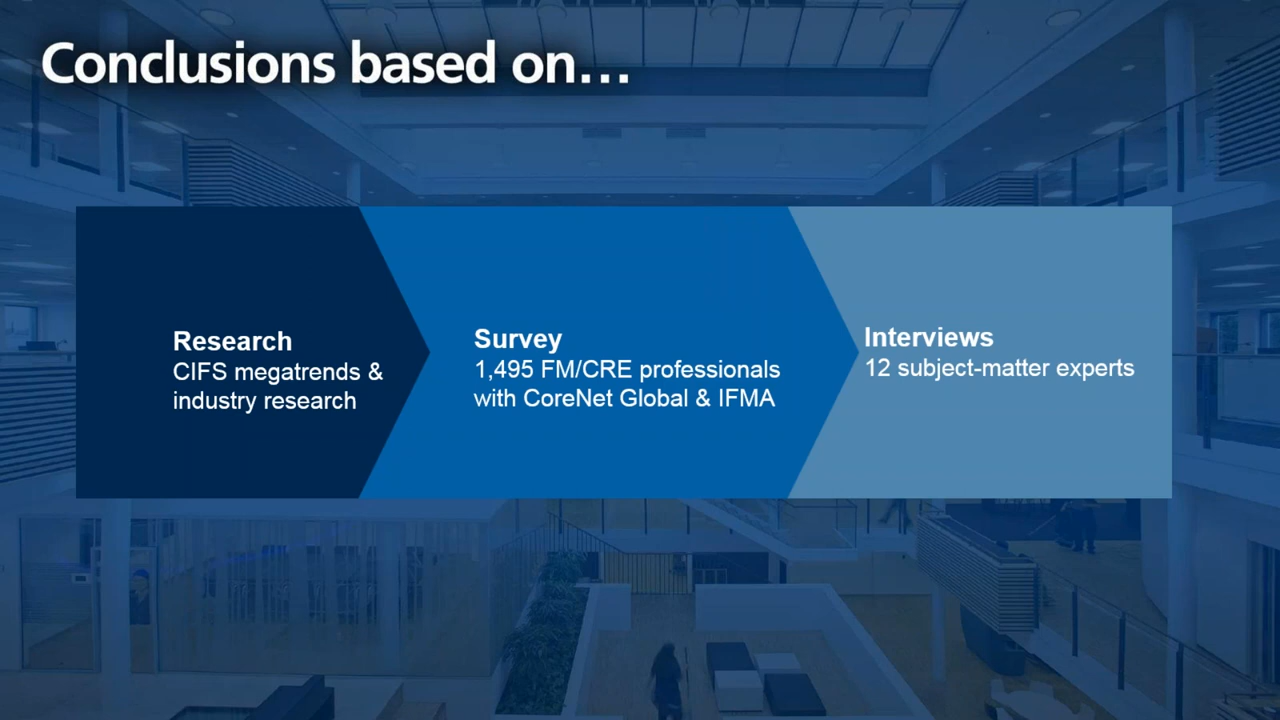 Conclusions based on...
Research
CIFS megatrends &
industry research
Survey
1,495 FM/CRE professionals
with CoreNet Global & IFMA
Interviews
12 subject-matter experts